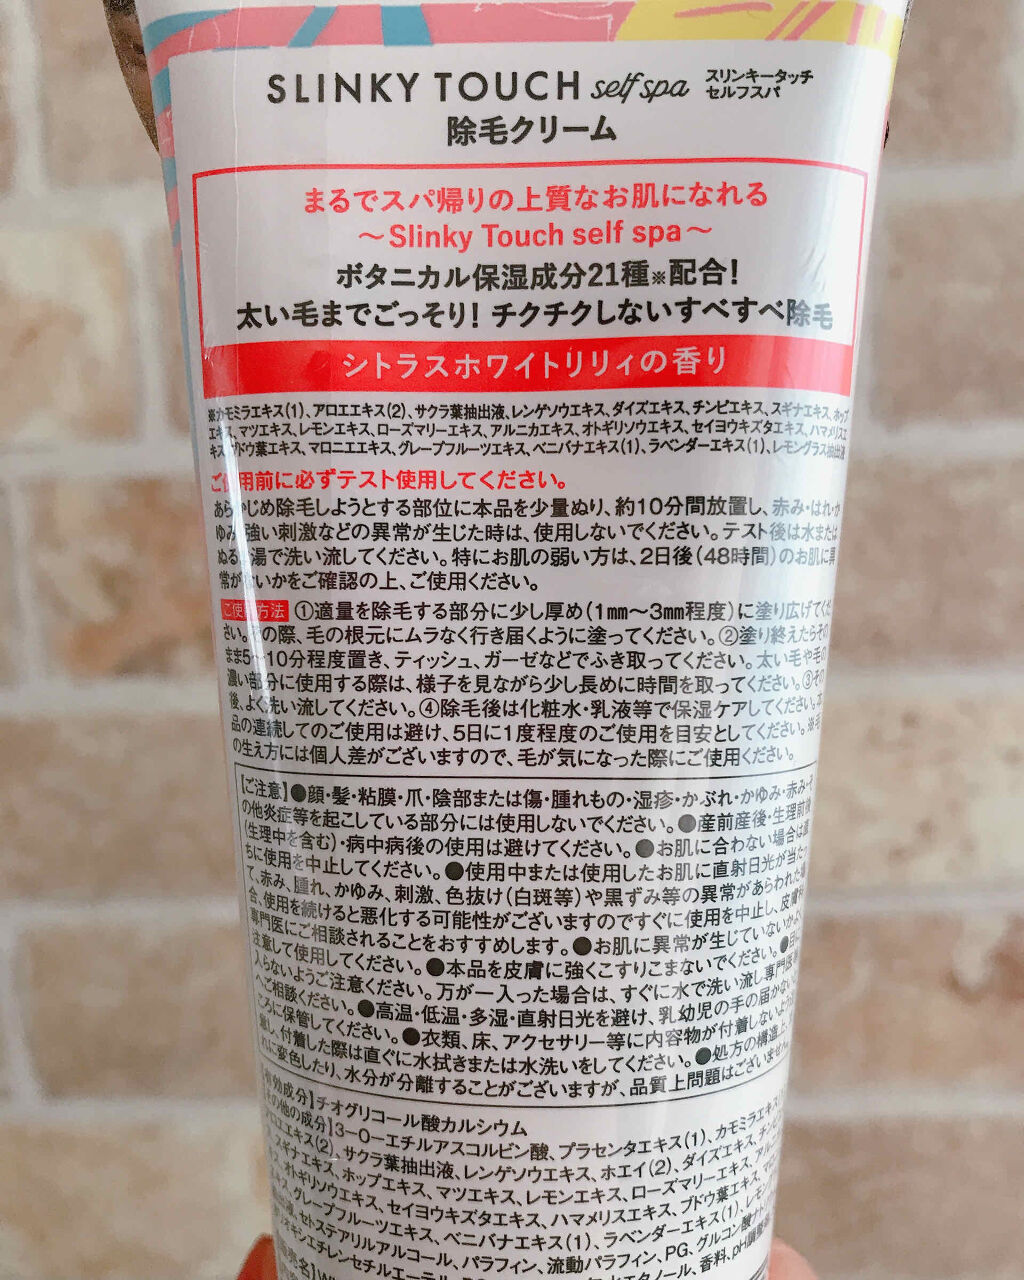 SLINKY TOUCH self spa スリンキータッチ セルフスパ
除毛クリーム
まるでスパ帰りの上質なお肌になれる
～Slinky Touch self spa～
ボタニカル保湿成分21種※配合!
太い毛までごっそり! チクチクしないすべすべ除毛
シトラスホワイトリリィの香り
※カモミラエキス(1)、アロエエキス(2)、サクラ葉抽出液、レンゲソウエキス、ダイズエキス、チンピエキス、スギナエキス、ホップ
エキス、マツエキス、レモンエキス、ローズマリーエキス、アルニカエキス、オトギリソウエキス、セイヨウキズタエキス、ハマメリスエ
キス、ブドウ葉エキス、マロニエエキス、グレープフルーツエキス、ベニバナエキス(1)、ラベンダーエキス(1)、レモングラス抽出液
ご使用前に必ずテスト使用してください。
あらかじめ除毛しようとする部位に本品を少量ぬり、約10分間放置し、赤み・はれ・か
ゆみ、強い刺激などの異常が生じた時は、使用しないでください。テスト後は水または
ぬるま湯で洗い流してください。特にお肌の弱い方は、2日後(48時間)のお肌に異
常がないかをご確認の上、ご使用ください。
ご使用方法 ①適量を除毛する部分に少し厚め(1mm～3mm程度)に塗り広げてくだ
さい。その際、毛の根元にムラなく行き届くように塗ってください。②塗り終えたらその
まま5～10分程度置き、ティッシュ、ガーゼなどでふき取ってください。太い毛や毛の
濃い部分に使用する際は、様子を見ながら少し長めに時間を取ってください。③その
後、よく洗い流してください。④除毛後は化粧水・乳液等で保湿ケアしてください。本
品の連続してのご使用は避け、5日に1度程度のご使用を目安としてください。※毛
の生え方には個人差がございますので、毛が気になった際にご使用ください。
【ご注意】●顔・髪・粘膜・爪・陰部または傷・腫れもの・湿疹・かぶれ・かゆみ・赤み・そ
の他炎症等を起こしている部分には使用しないでください。●産前産後・生理前後
(生理中を含む)・病中病後の使用は避けてください。●お肌に合わない場合は直
ちに使用を中止してください。●使用中または使用したお肌に直射日光が当たっ
て、赤み、腫れ、かゆみ、刺激、色抜け(白斑等)や黒ずみ等の異常があらわれた場
合、使用を続けると悪化する可能性がございますのですぐに使用を中止し、皮膚科
専門医にご相談されることをおすすめします。●お肌に異常が生じていないかよく
注意して使用してください。●本品を皮膚に強くこすりこまないでください。●目に
入らないようご注意ください。万が一入った場合は、すぐに水で洗い流し専門医
へご相談ください。●高温・低温・多湿・直射日光を避け、乳幼児の手の届かない
ころに保管してください。●衣類、床、アクセサリー等に内容物が付着しないよう
意し、付着した際は直ぐに水拭きまたは水洗いをしてください。●処方の構造上、
れに変色したり、水分が分離することがございますが、品質上問題はございません。
【有効成分】チオグリコール酸カルシウム
【その他の成分】3-O-エチルアスコルビン酸、プラセンタエキス(1)、カモミラエキス(1)
アロエエキス(2)、サクラ葉抽出液、レンゲソウエキス、ホエイ(2)、ダイズエキス、チンピ
ス、スギナエキス、ホップエキス、マツエキス、レモンエキス、ローズマリーエキス、アルニ
キス、オトギリソウエキス、セイヨウキズタエキス、ハマメリスエキス、ブドウ葉エキス、マロ
ス、グレープフルーツエキス、ベニバナエキス(1)、ラベンダーエキス(1)、レモン
液、セトステアリルアルコール、パラフィン、流動パラフィン、PG、グルコン酸ナト
オキシエチレンセチルエーテル 水エタノール、香料、pH調整